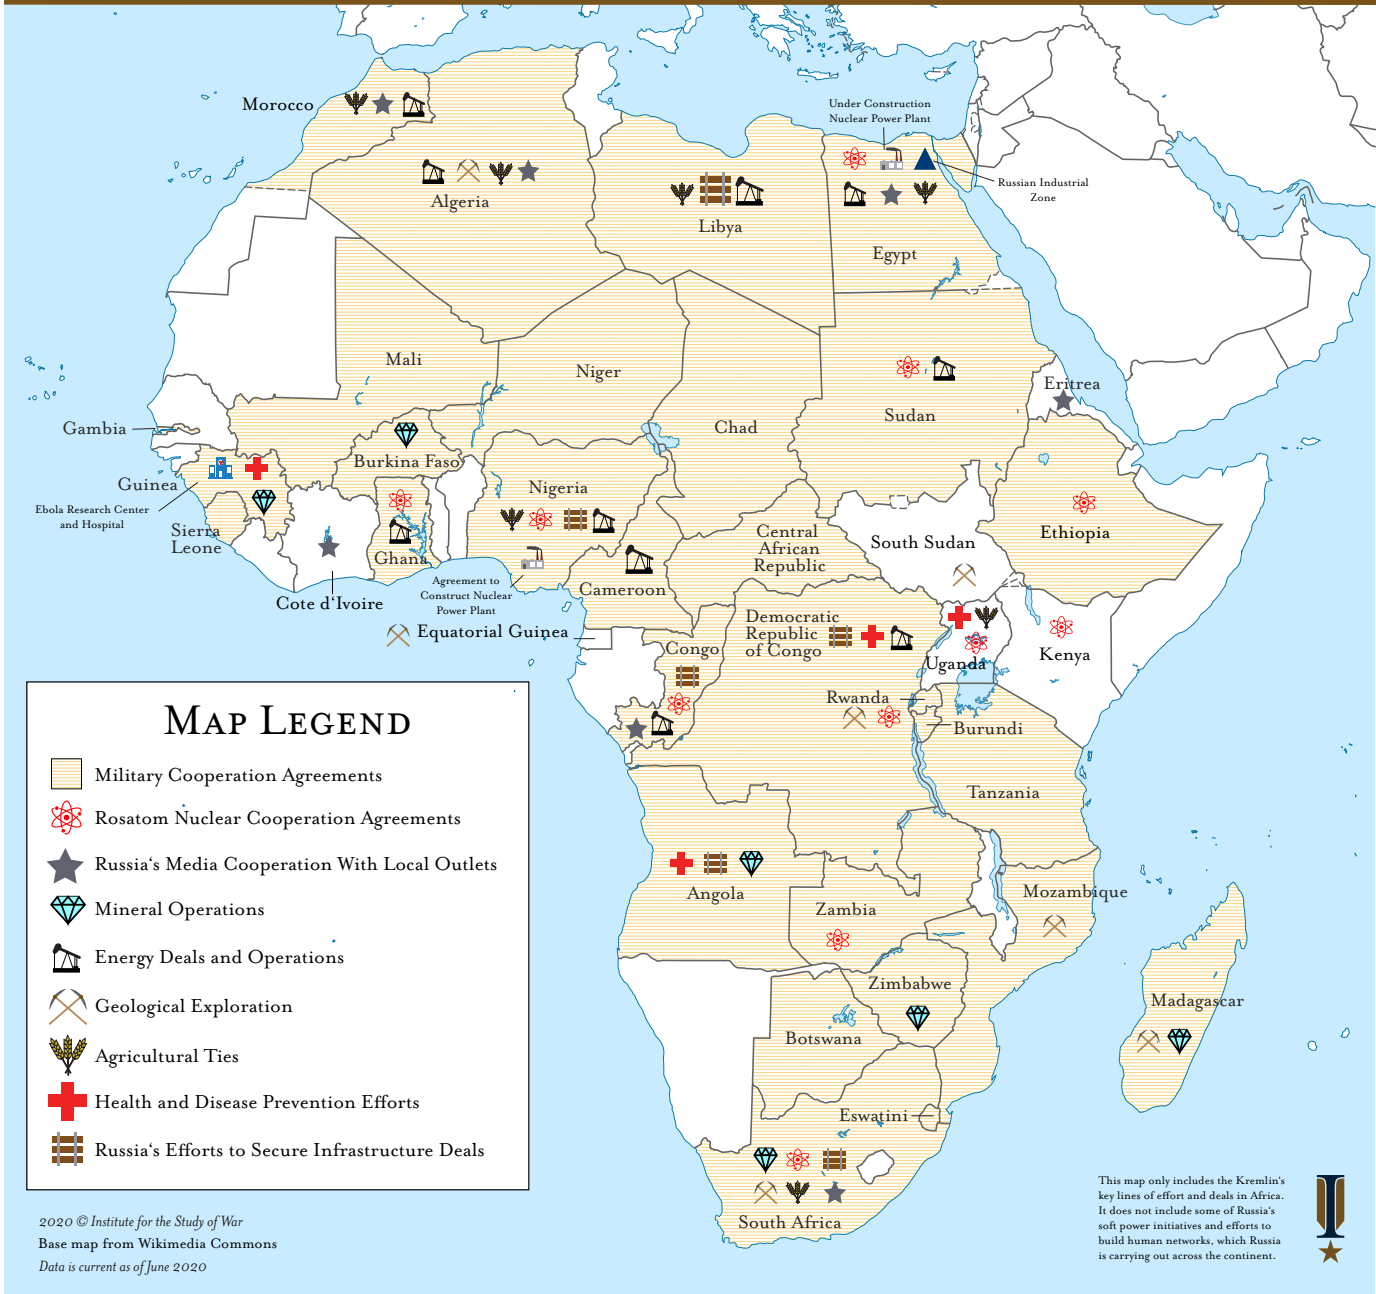 Morocco
Under Construction
Nuclear Power Plant
Russian Industrial
Zone
Algeria
Libya
Egypt
Mali
Niger
Chad
Sudan
Eritrea
Gambia
Burkina Faso
Guinea
Ebola Research Center
and Hospital
Sierra
Leone
Nigeria
Ghana
Cote d'Ivoire
Agreement to
Construct Nuclear
Power Plant
Cameroon
Central
African
Republic
South Sudan
Ethiopia
Equatorial Guinea
Congo
Democratic
Republic
of Congo
Uganda
Kenya
Rwanda
Burundi
Tanzania
Angola
Zambia
Mozambique
Zimbabwe
Botswana
Madagascar
Eswatini
South Africa
Map Legend
Military Cooperation Agreements
Rosatom Nuclear Cooperation Agreements
Russia's Media Cooperation With Local Outlets
Mineral Operations
Energy Deals and Operations
Geological Exploration
Agricultural Ties
Health and Disease Prevention Efforts
Russia's Efforts to Secure Infrastructure Deals
2020 © Institute for the Study of War
Base map from Wikimedia Commons
Data is current as of June 2020
This map only includes the Kremlin's
key lines of effort and deals in Africa.
It does not include some of Russia's
soft power initiatives and efforts to
build human networks, which Russia
is carrying out across the continent.